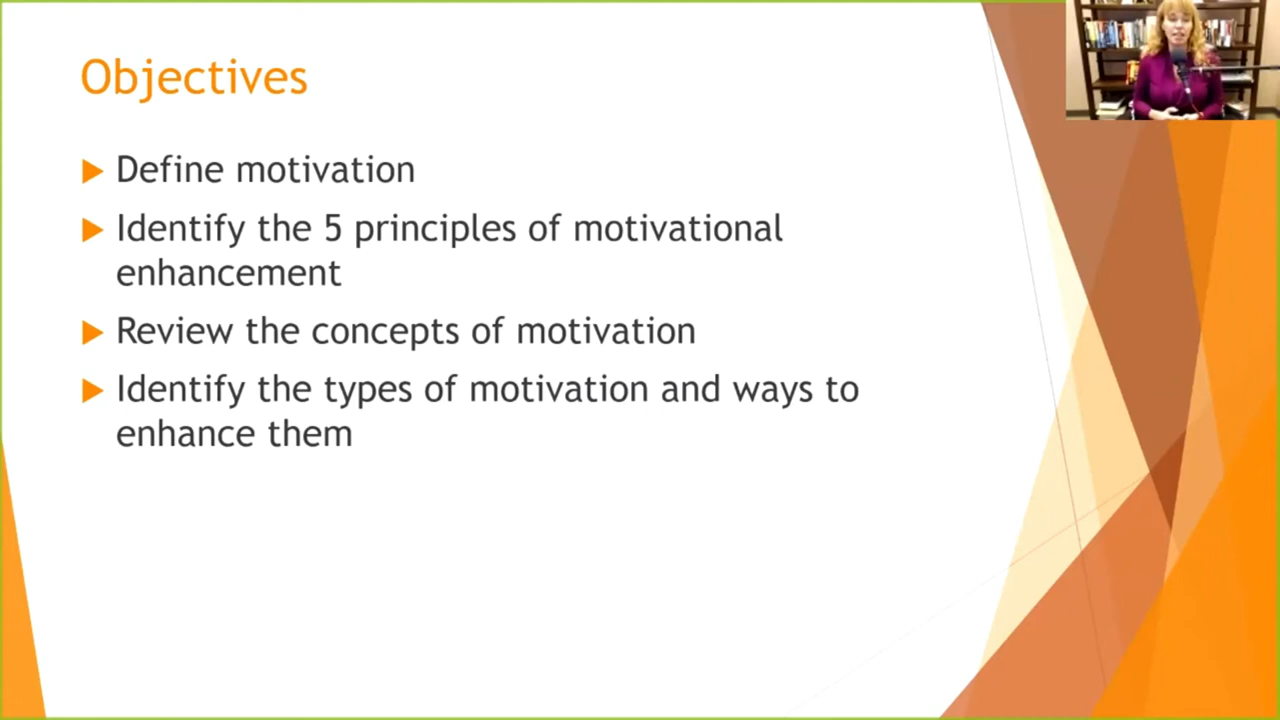 Objectives
Define motivation
Identify the 5 principles of motivational
enhancement
Review the concepts of motivation
Identify the types of motivation and ways to
enhance them